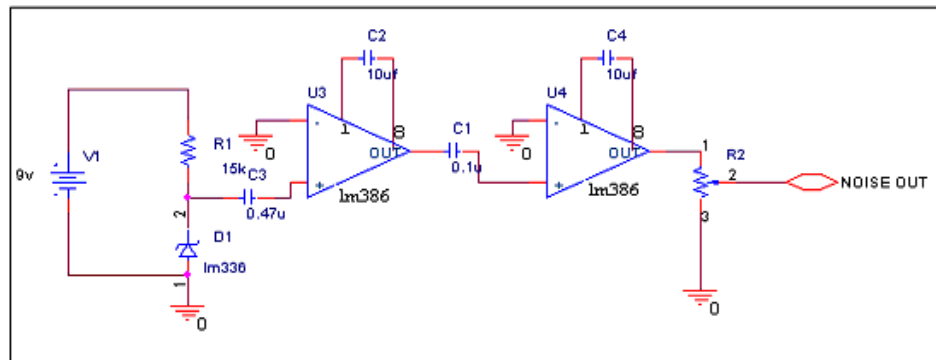 C2
10uf
U3
1
8
OUT
-
+
lm386
0
C1
0.1u
C4
10uf
U4
1
8
OUT
-
+
lm386
0
9v
V1
R1
15k
C3
0.47u
2
D1
lm336
1
0
1
R2
2
3
NOISE OUT
0